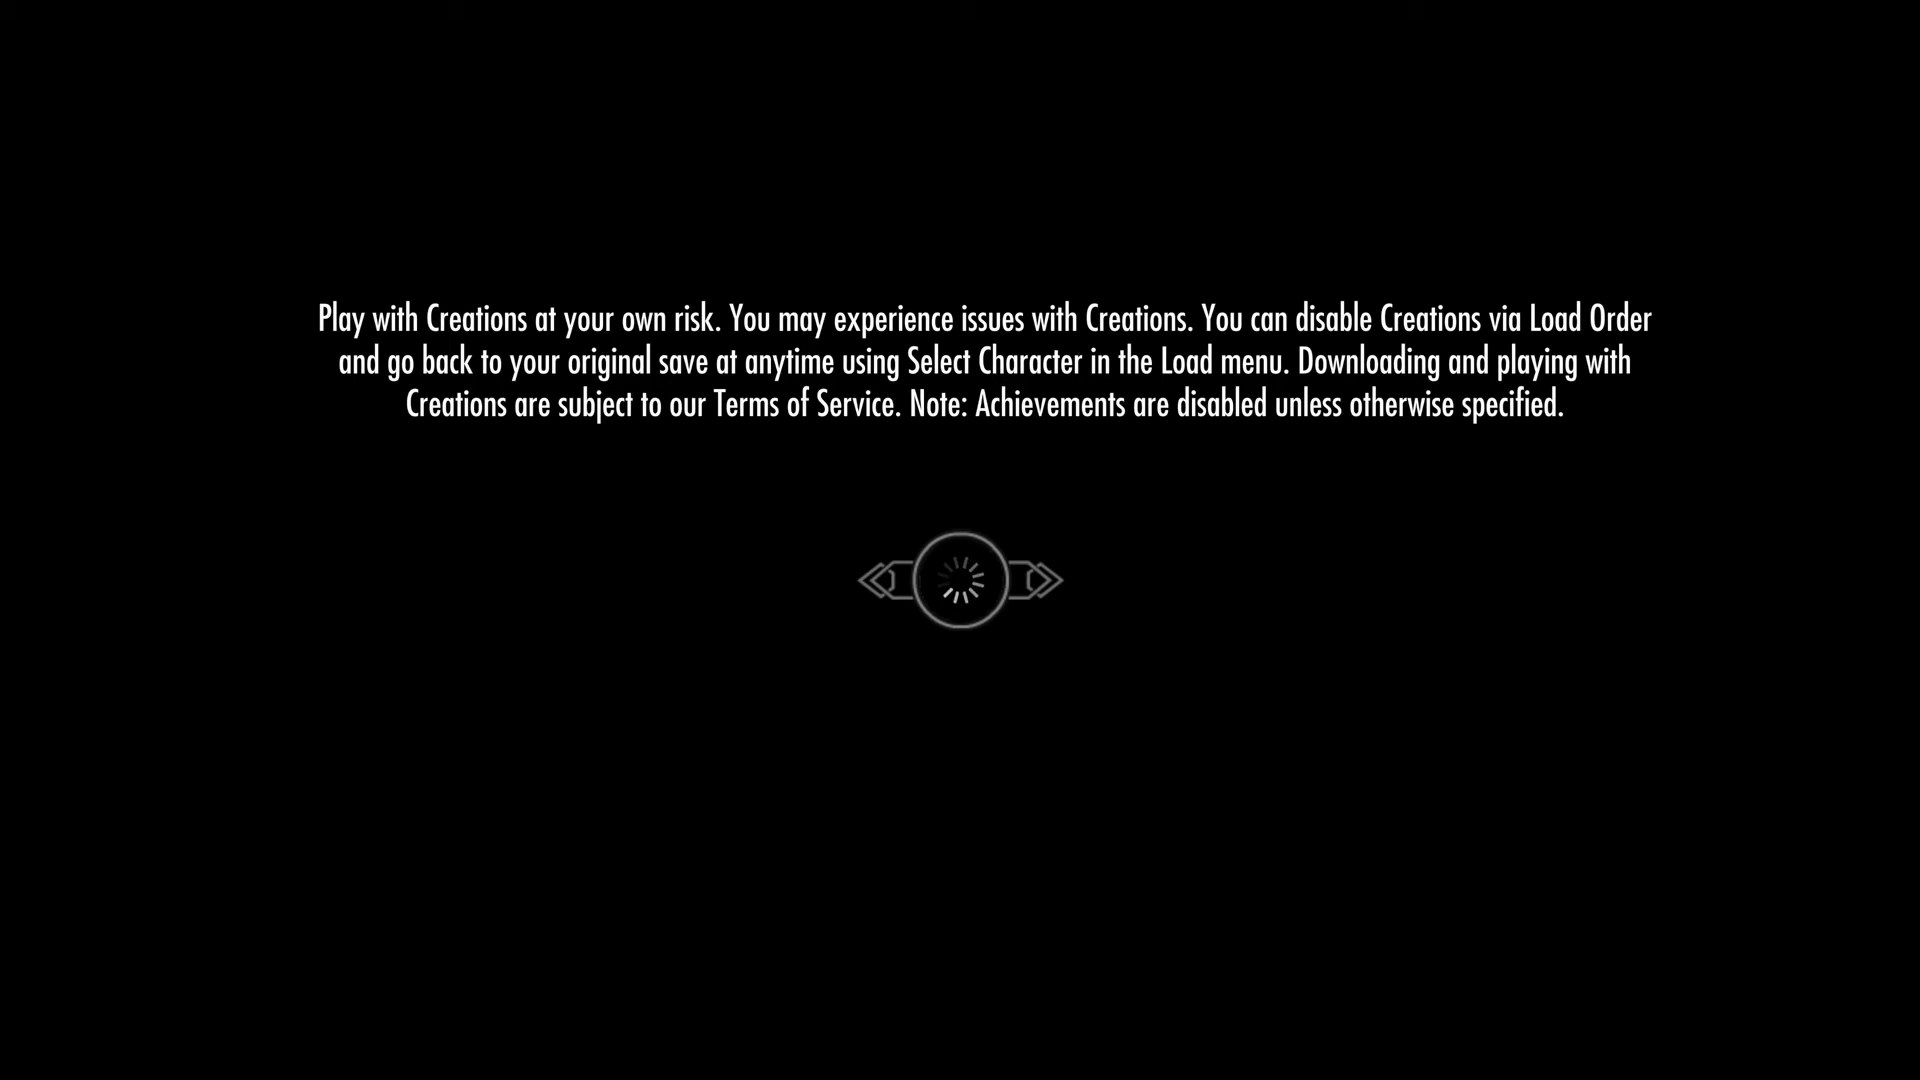 Play with Creations at your own risk. You may experience issues with Creations. You can disable Creations via Load Order
and go back to your original save at anytime using Select Character in the Load menu. Downloading and playing with
Creations are subject to our Terms of Service. Note: Achievements are disabled unless otherwise specified.